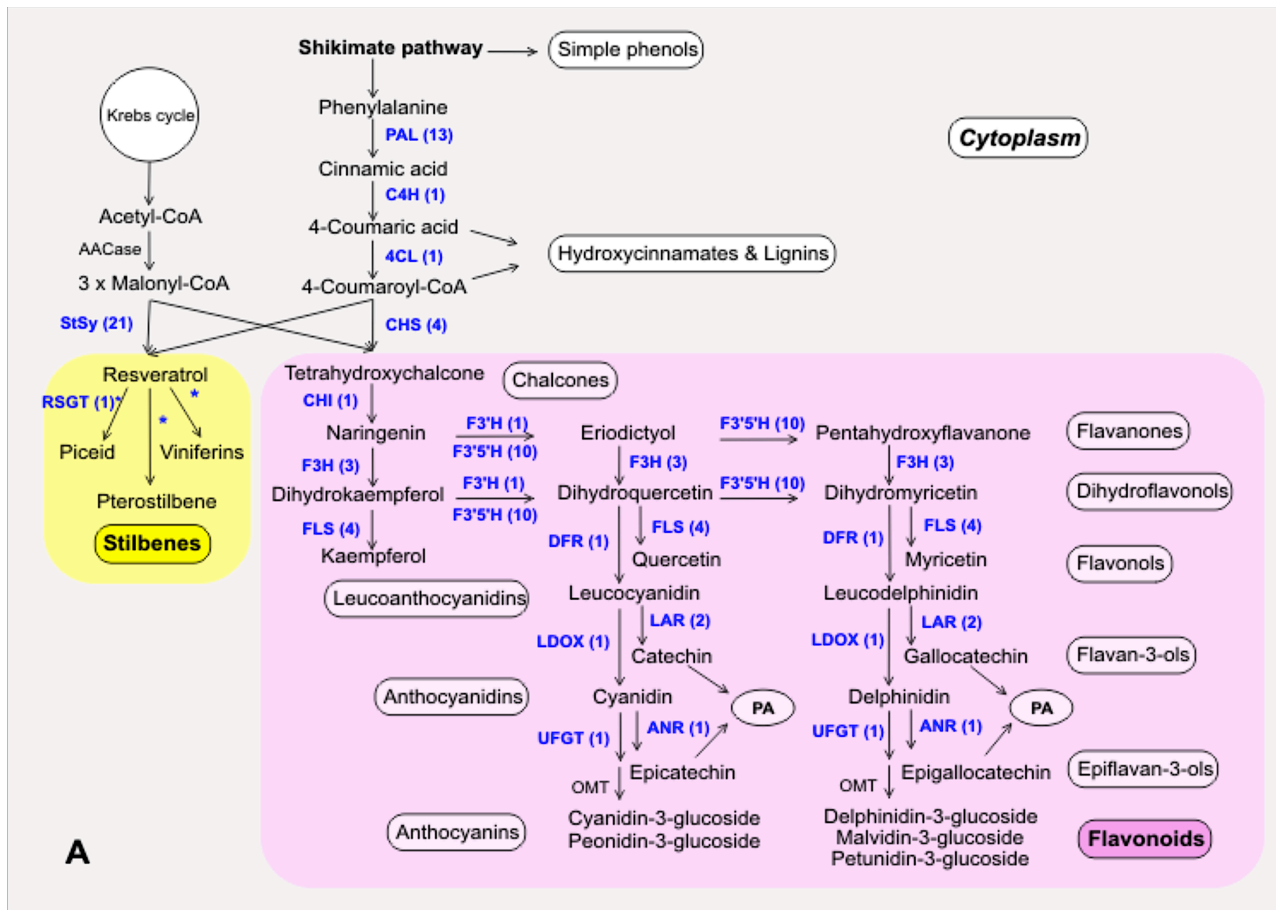 Shikimate pathway
Simple phenols
Krebs cycle
Phenylalanine
PAL (13)
Cytoplasm
Cinnamic acid
C4H (1)
Acetyl-CoA
4-Coumaric acid
AACase
4CL (1)
Hydroxycinnamates & Lignins
3 x Malonyl-CoA
4-Coumaroyl-CoA
StSy (21)
CHS (4)
Resveratrol
RSGT (1)*
*
*
Piceid
Viniferins
Pterostilbene
Stilbenes
Tetrahydroxychalcone
Chalcones
CHI (1)
Naringenin
F3'H (1)
F3'5'H (10)
Eriodictyol
F3'5'H (10)
Pentahydroxyflavanone
Flavanones
F3H (3)
F3H (3)
F3H (3)
Dihydrokaempferol
F3'H (1)
F3'5'H (10)
Dihydroquercetin
F3'5'H (10)
Dihydromyricetin
Dihydroflavonols
FLS (4)
DFR (1)
FLS (4)
DFR (1)
FLS (4)
Kaempferol
Quercetin
Myricetin
Flavonols
Leucoanthocyanidins
Leucocyanidin
Leucodelphinidin
LDOX (1)
LAR (2)
LDOX (1)
LAR (2)
Catechin
Gallocatechin
Flavan-3-ols
Anthocyanidins
Cyanidin
PA
Delphinidin
PA
UFGT (1)
ANR (1)
UFGT (1)
ANR (1)
Epicatechin
Epigallocatechin
Epiflavan-3-ols
OMT
OMT
Anthocyanins
Cyanidin-3-glucoside
Peonidin-3-glucoside
Delphinidin-3-glucoside
Malvidin-3-glucoside
Petunidin-3-glucoside
Flavonoids
A